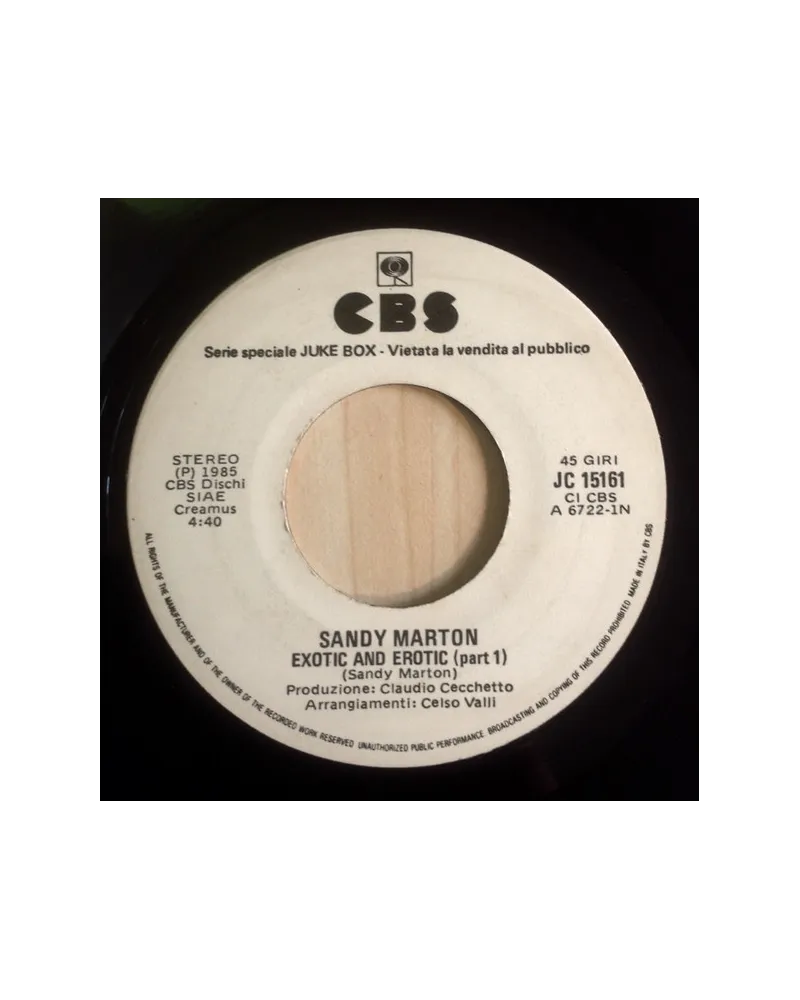 CBS
Serie speciale JUKE BOX - Vietata la vendita al pubblico
STEREO
(P) 1985
CBS Dischi
SIAE
Creamus
4:40
45 GIRI
JC 15161
CI CBS
A 6722-1N
SANDY MARTON
EXOTIC AND EROTIC (part 1)
(Sandy Marton)
Produzione: Claudio Cecchetto
Arrangiamenti: Celso Valli
ALL RIGHTS OF THE MANUFACTURER AND OF THE OWNER OF THE RECORDED WORK RESERVED UNAUTHORIZED PUBLIC PERFORMANCE BROADCASTING AND COPYING OF THIS RECORD PROHIBITED MADE IN ITALY BY CBS